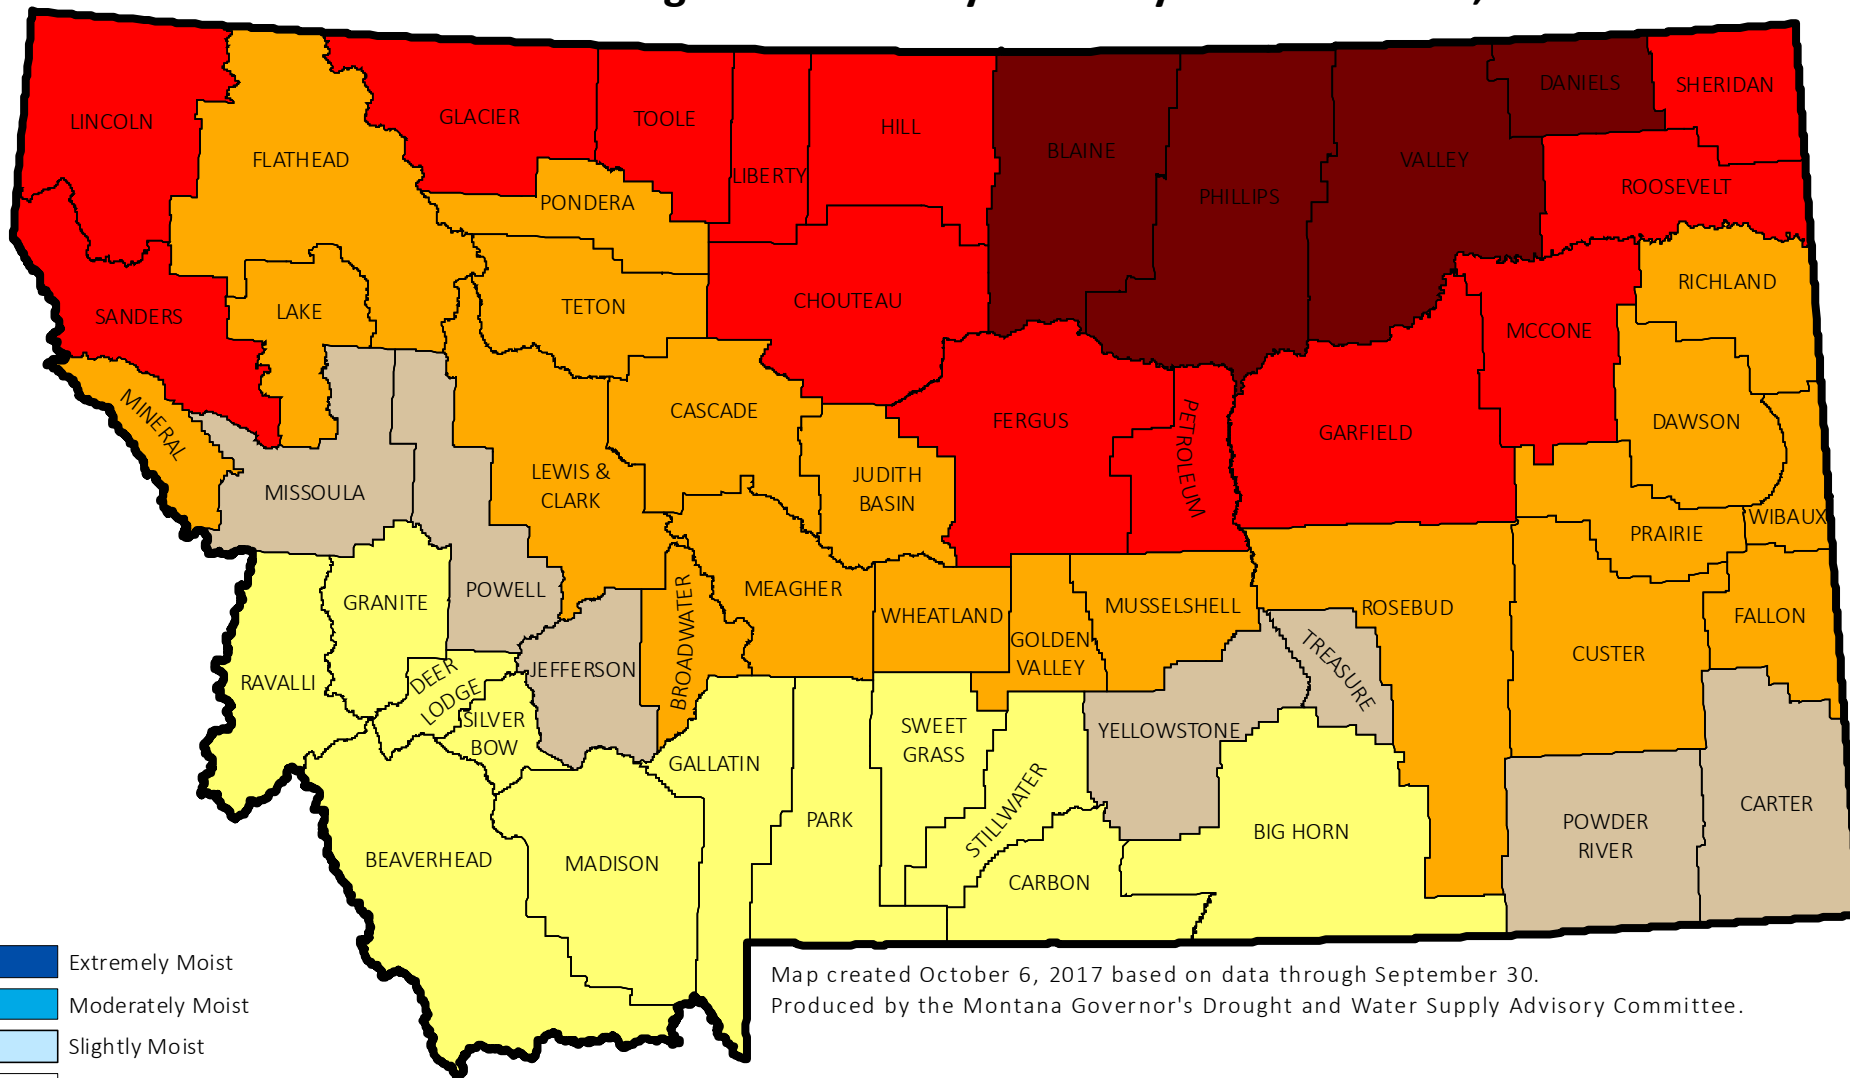 LINCOLN
FLATHEAD
GLACIER
TOOLE
LIBERTY
HILL
BLAINE
PHILLIPS
VALLEY
DANIELS
SHERIDAN
ROOSEVELT
PONDERA
SANDERS
LAKE
TETON
CHOUTEAU
RICHLAND
MCCONE
MINERAL
MISSOULA
LEWIS &
CLARK
CASCADE
JUDITH
BASIN
FERGUS
PETROLEUM
GARFIELD
DAWSON
PRAIRIE
WIBAUX
POWELL
GRANITE
RAVALLI
DEER
LODGE
SILVER
BOW
JEFFERSON
BROADWATER
MEAGHER
WHEATLAND
GOLDEN
VALLEY
MUSSELSHELL
TREASURE
ROSEBUD
CUSTER
FALLON
GALLATIN
PARK
SWEET
GRASS
STILLWATER
YELLOWSTONE
BIG HORN
POWDER
RIVER
CARTER
BEAVERHEAD
MADISON
CARBON
Extremely Moist
Moderately Moist
Slightly Moist
Map created October 6, 2017 based on data through September 30.
Produced by the Montana Governor's Drought and Water Supply Advisory Committee.